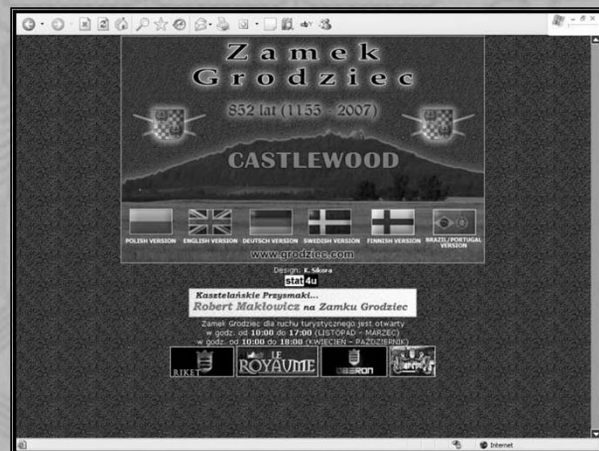 Zamek
Grodziec
852 lat (1155 - 2007)
CASTLEWOOD
POLISH VERSION ENGLISH VERSION DEUTSCH VERSION SWEDISH VERSION FINNISH VERSION BRAZIL/PORTUGAL VERSION
www.grodziec.com
Design: K.Sikora
stat4u
Kasztelańskie Przysmaki...
Robert Makłowicz na Zamku Grodziec
Zamek Grodziec dla ruchu turystycznego jest otwarty
w godz. od 10:00 do 17:00 (LISTOPAD - MARZEC)
w godz. od 10:00 do 18:00 (KWIECIEŃ - PAŹDZIERNIK)
RIKET LE ROYAUME OBERON
Internet